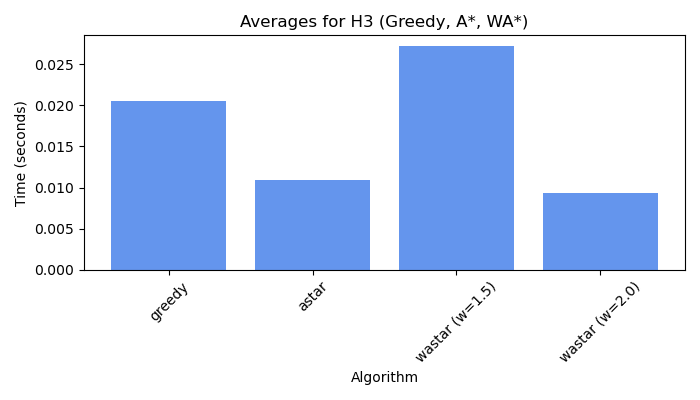 Averages for H3 (Greedy, A*, WA*)
Time (seconds)
0.025
0.020
0.015
0.010
0.005
0.000
greedy
astar
wastar (w=1.5)
wastar (w=2.0)
Algorithm